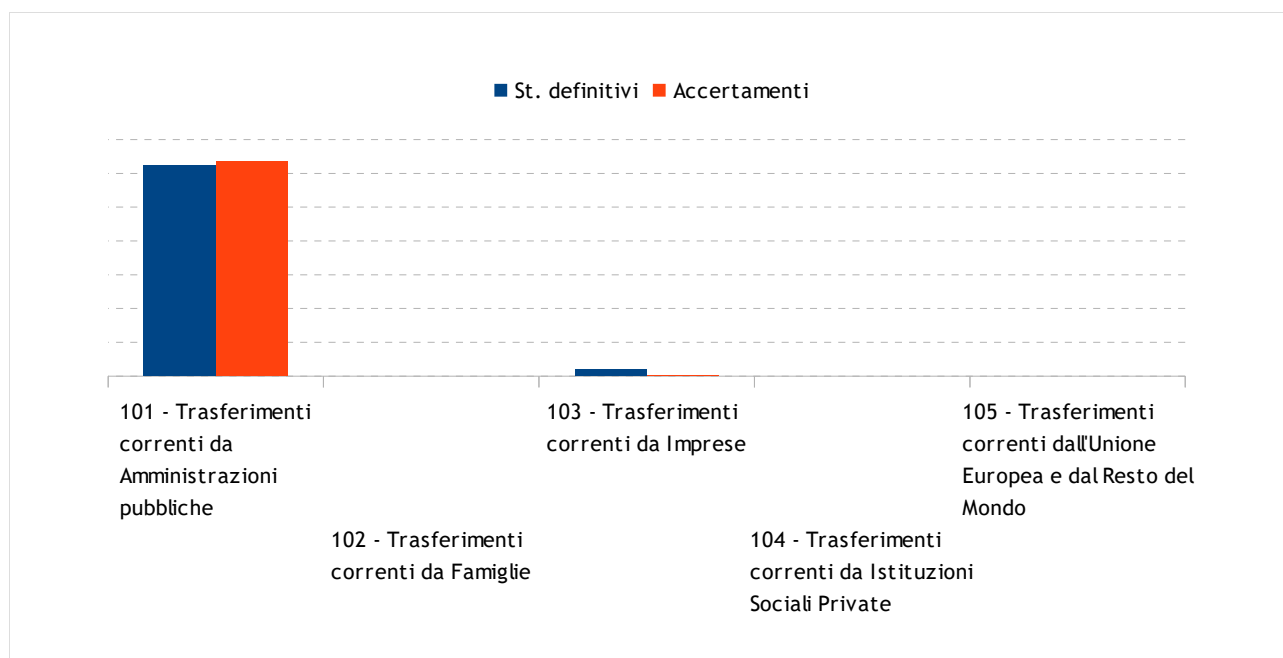 St. definitivi Accertamenti
101 - Trasferimenti
correnti da
Amministrazioni
pubbliche
102 - Trasferimenti
correnti da Famiglie
103 - Trasferimenti
correnti da Imprese
104 - Trasferimenti
correnti da Istituzioni
Sociali Private
105 - Trasferimenti
correnti dall'Unione
Europea e dal Resto del
Mondo